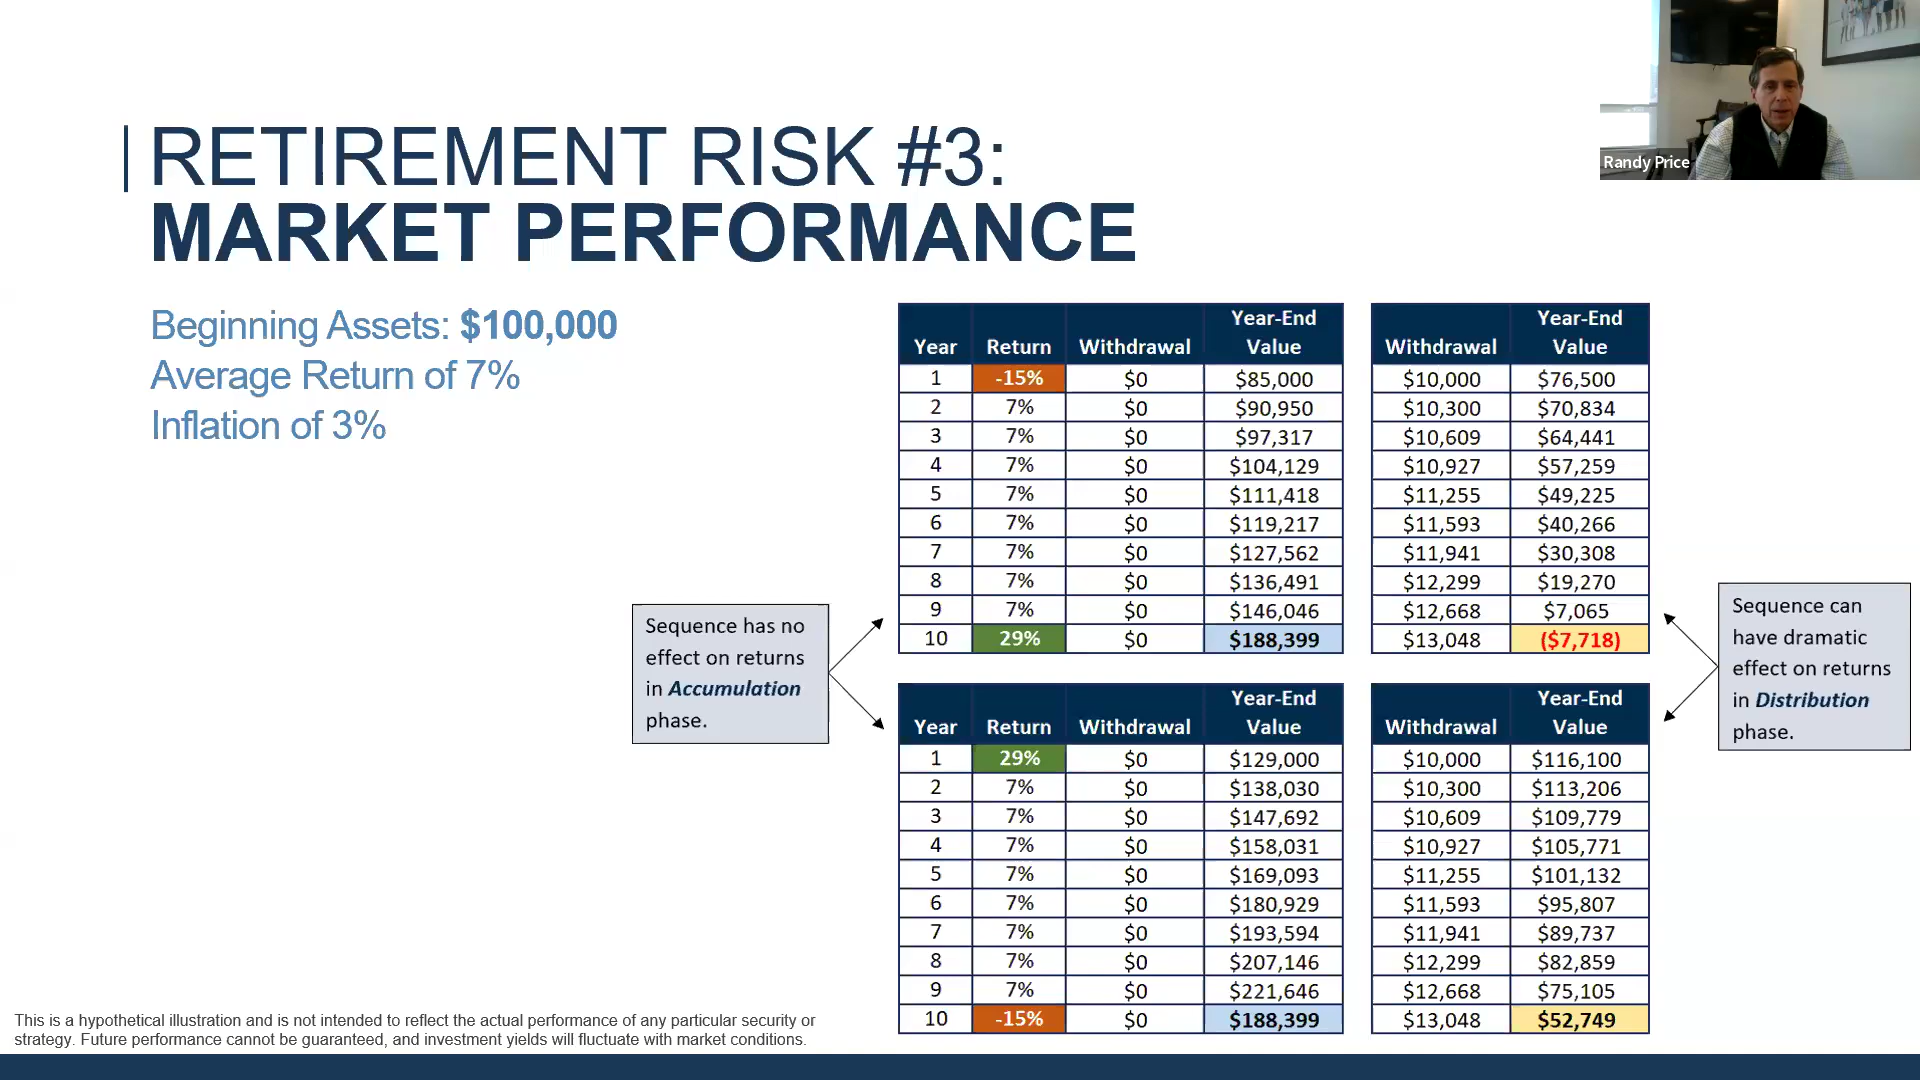 RETIREMENT RISK #3:
MARKET PERFORMANCE
Randy Price
Beginning Assets: $100,000
Average Return of 7%
Inflation of 3%
Year Return Withdrawal Year-End Value Withdrawal Year-End Value
1 -15% $0 $85,000 $10,000 $76,500
2 7% $0 $90,950 $10,300 $70,834
3 7% $0 $97,317 $10,609 $64,441
4 7% $0 $104,129 $10,927 $57,259
5 7% $0 $111,418 $11,255 $49,225
6 7% $0 $119,217 $11,593 $40,266
7 7% $0 $127,562 $11,941 $30,308
8 7% $0 $136,491 $12,299 $19,270
9 7% $0 $146,046 $12,668 $7,065
10 29% $0 $188,399 $13,048 ($7,718)
Sequence has no
effect on returns
in Accumulation
phase.
Sequence can
have dramatic
effect on returns
in Distribution
phase.
Year Return Withdrawal Year-End Value Withdrawal Year-End Value
1 29% $0 $129,000 $10,000 $116,100
2 7% $0 $138,030 $10,300 $113,206
3 7% $0 $147,692 $10,609 $109,779
4 7% $0 $158,031 $10,927 $105,771
5 7% $0 $169,093 $11,255 $101,132
6 7% $0 $180,929 $11,593 $95,807
7 7% $0 $193,594 $11,941 $89,737
8 7% $0 $207,146 $12,299 $82,859
9 7% $0 $221,646 $12,668 $75,105
10 -15% $0 $188,399 $13,048 $52,749
This is a hypothetical illustration and is not intended to reflect the actual performance of any particular security or
strategy. Future performance cannot be guaranteed, and investment yields will fluctuate with market conditions.